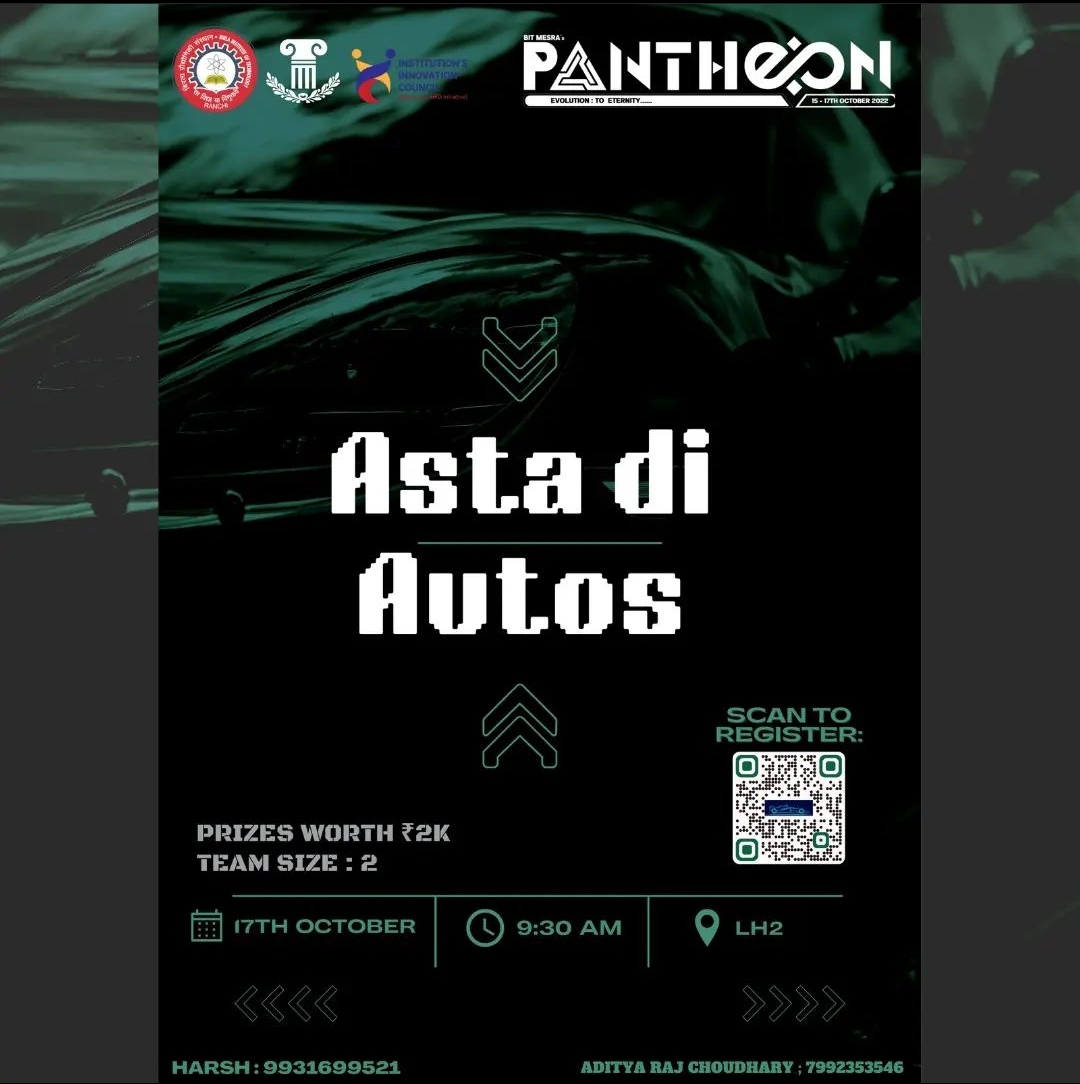 BIT MESRA's
PANTHEON
EVOLUTION : TO ETERNITY......
15 - 17TH OCTOBER 2022
INSTITUTION'S
INNOVATION
COUNCIL
RANCHI
Asta di
Autos
SCAN TO
REGISTER:
PRIZES WORTH ₹2K
TEAM SIZE : 2
17TH OCTOBER
9:30 AM
LH2
HARSH : 9931699521
ADITYA RAJ CHOUDHARY ; 7992353546